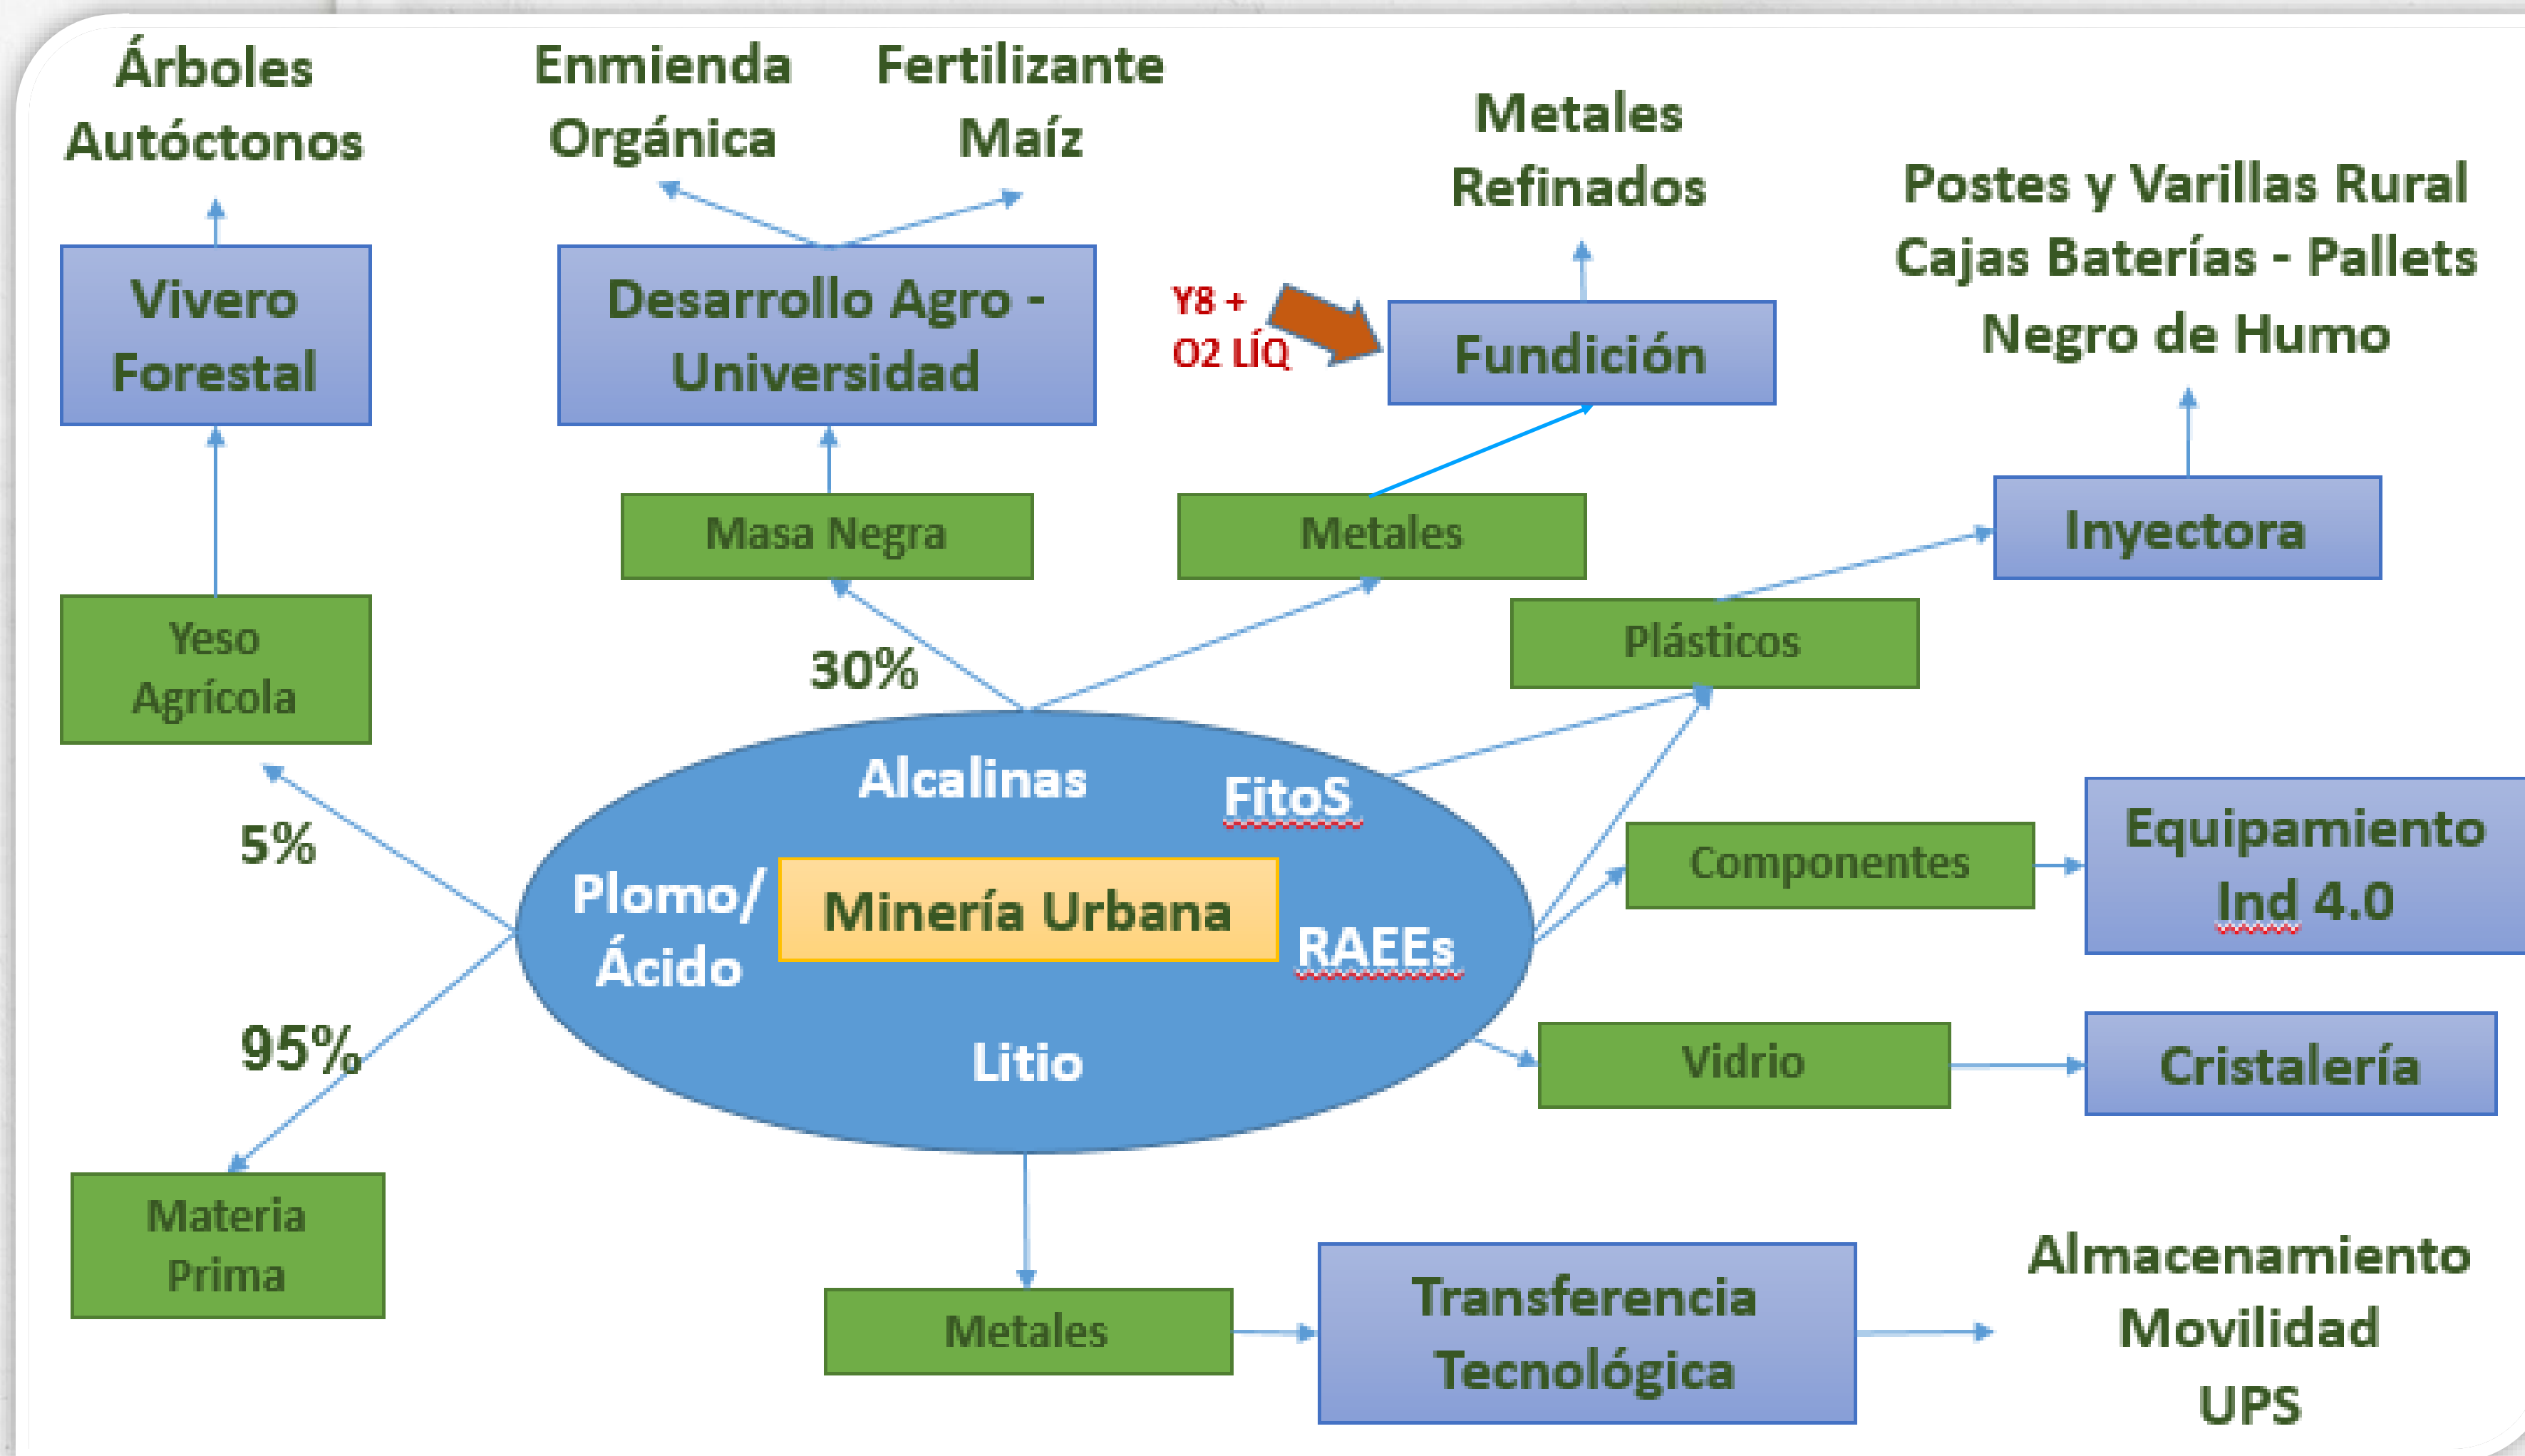 Árboles
Autóctonos
Enmienda
Orgánica
Fertilizante
Maíz
Metales
Refinados
Postes y Varillas Rural
Cajas Baterías - Pallets
Negro de Humo
Vivero
Forestal
Desarrollo Agro -
Universidad
Y8 +
O2 LÍQ
Fundición
Masa Negra
Metales
Inyectora
Yeso
Agrícola
30%
Plásticos
Alcalinas
FitoS
5%
Plomo/
Ácido
Minería Urbana
RAEEs
Componentes
Equipamiento
Ind 4.0
95%
Litio
Vidrio
Cristalería
Materia
Prima
Metales
Transferencia
Tecnológica
Almacenamiento
Movilidad
UPS